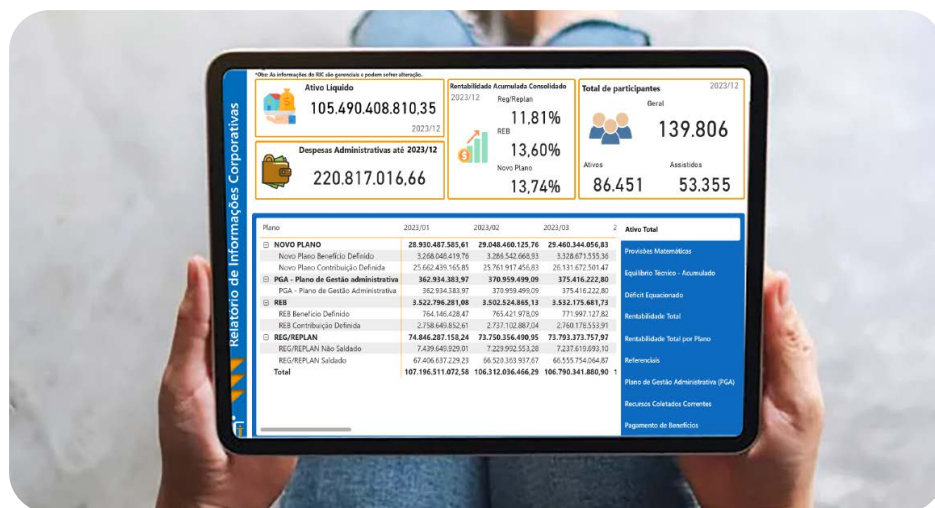 *Obs: As informações do RIC são gerenciais e podem sofrer alteração.
Relatório de Informações Corporativas
Ativo Líquido
105.490.408.810,35
2023/12
Despesas Administrativas até 2023/12
220.817.016,66
Rentabilidade Acumulada Consolidado
2023/12
Reg/Replan
11,81%
REB
13,60%
Novo Plano
13,74%
Total de participantes
2023/12
Geral
139.806
Ativos
Assistidos
86.451
53.355
Plano 2023/01 2023/02 2023/03 2
NOVO PLANO 28.930.487.585,61 29.048.460.125,76 29.460.344.056,83
Novo Plano Benefício Definido 3.268.048.419,76 3.286.542.668,93 3.328.671.555,36
Novo Plano Contribuição Definida 25.662.439.165,85 25.761.917.456,83 26.131.672.501,47
PGA - Plano de Gestão administrativa 362.934.383,97 370.959.499,09 375.416.222,80
PGA - Plano de Gestão Administrativa 362.934.383,97 370.959.499,09 375.416.222,80
REB 3.522.796.281,08 3.502.524.865,13 3.532.175.681,73
REB Benefício Definido 764.146.428,47 765.421.978,09 771.997.127,82
REB Contribuição Definida 2.758.649.852,61 2.737.102.887,04 2.760.178.553,91
REG/REPLAN 74.846.287.158,24 73.750.356.490,95 73.793.373.757,97
REG/REPLAN Não Saldado 7.439.649.929,01 7.229.992.553,28 7.237.619.693,10
REG/REPLAN Saldado 67.406.637.229,23 66.520.363.937,67 66.555.754.064,87
Total 107.196.511.072,58 106.312.036.466,29 106.790.341.880,90 1
Ativo Total
Provisões Matemáticas
Equilíbrio Técnico - Acumulado
Déficit Equacionado
Rentabilidade Total
Rentabilidade Total por Plano
Referenciais
Plano de Gestão Administrativa (PGA)
Recursos Coletados Correntes
Pagamento de Benefícios